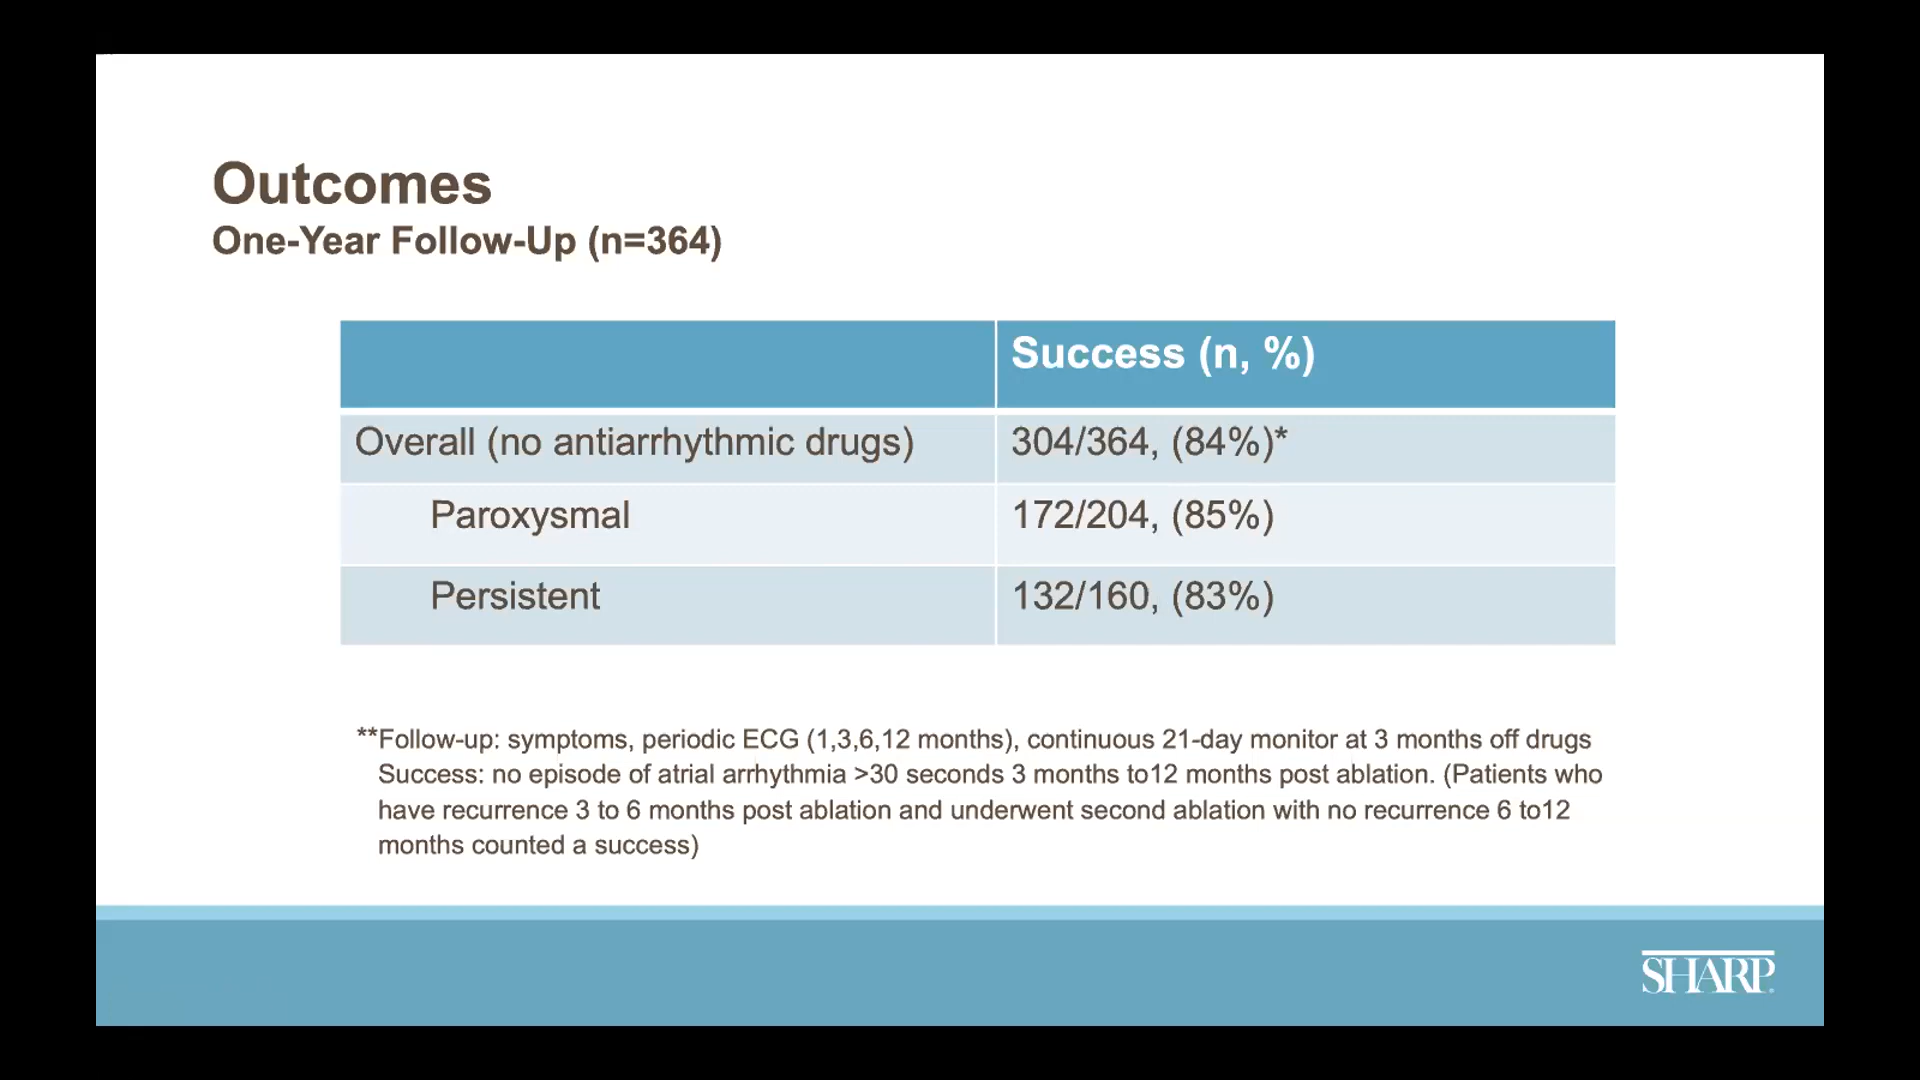 Outcomes
One-Year Follow-Up (n=364)
Success (n, %)
Overall (no antiarrhythmic drugs) 304/364, (84%)*
Paroxysmal 172/204, (85%)
Persistent 132/160, (83%)
**Follow-up: symptoms, periodic ECG (1,3,6,12 months), continuous 21-day monitor at 3 months off drugs
Success: no episode of atrial arrhythmia >30 seconds 3 months to12 months post ablation. (Patients who
have recurrence 3 to 6 months post ablation and underwent second ablation with no recurrence 6 to12
months counted a success)
SHARP